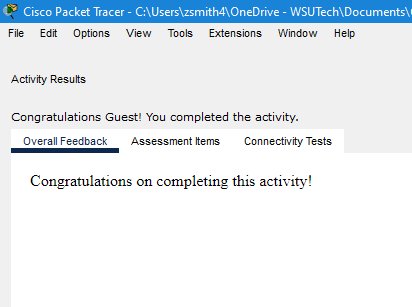 Cisco Packet Tracer - C:\Users\zsmith4\OneDrive - WSUTech\Documents\
File Edit Options View Tools Extensions Window Help
Activity Results
Congratulations Guest! You completed the activity.
Overall Feedback Assessment Items Connectivity Tests
Congratulations on completing this activity!